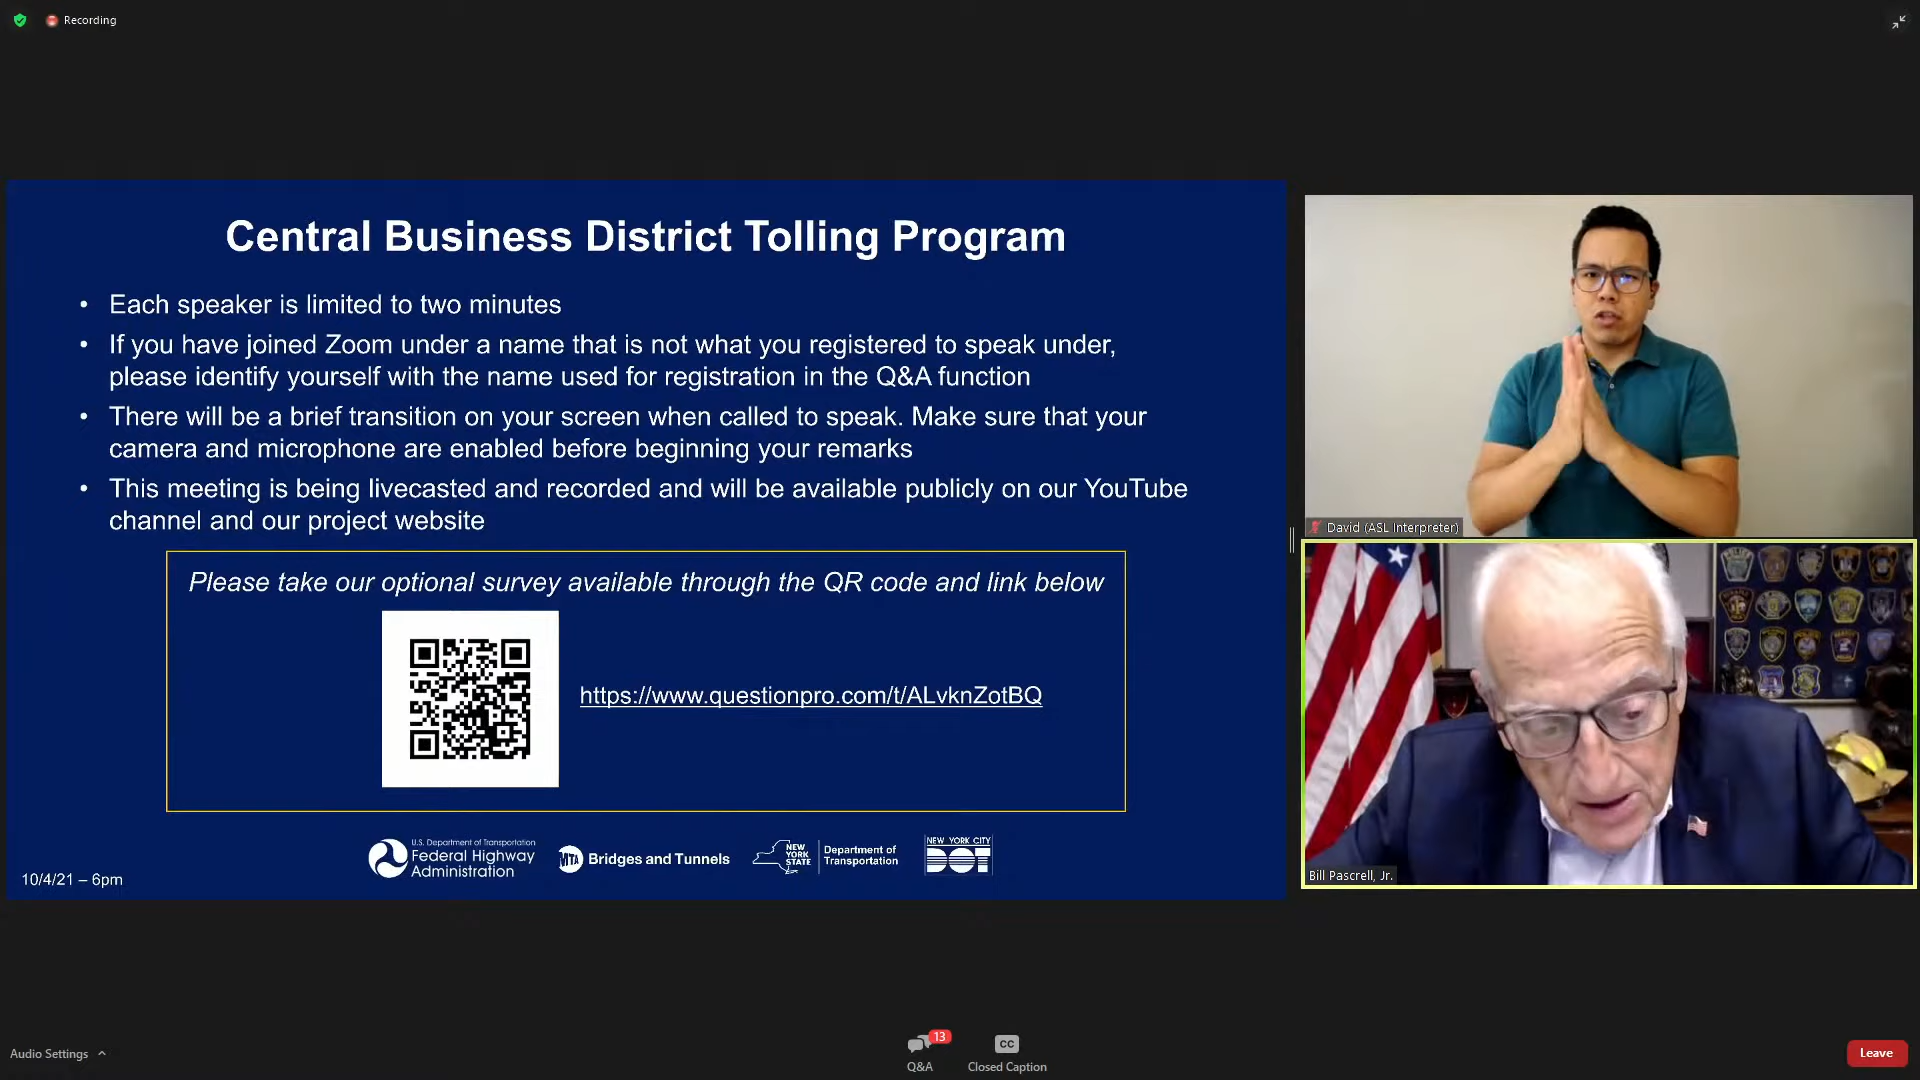 Recording
Central Business District Tolling Program
• Each speaker is limited to two minutes
• If you have joined Zoom under a name that is not what you registered to speak under,
please identify yourself with the name used for registration in the Q&A function
• There will be a brief transition on your screen when called to speak. Make sure that your
camera and microphone are enabled before beginning your remarks
• This meeting is being livecasted and recorded and will be available publicly on our YouTube
channel and our project website
Please take our optional survey available through the QR code and link below
https://www.questionpro.com/t/ALvknZotBQ
U.S. Department of Transportation
Federal Highway
Administration
MTA Bridges and Tunnels
NEW
YORK
STATE
Department of
Transportation
NEW YORK CITY
DOT
10/4/21 – 6pm
David (ASL Interpreter)
Bill Pascrell, Jr.
Audio Settings
13
Q&A
CC
Closed Caption
Leave